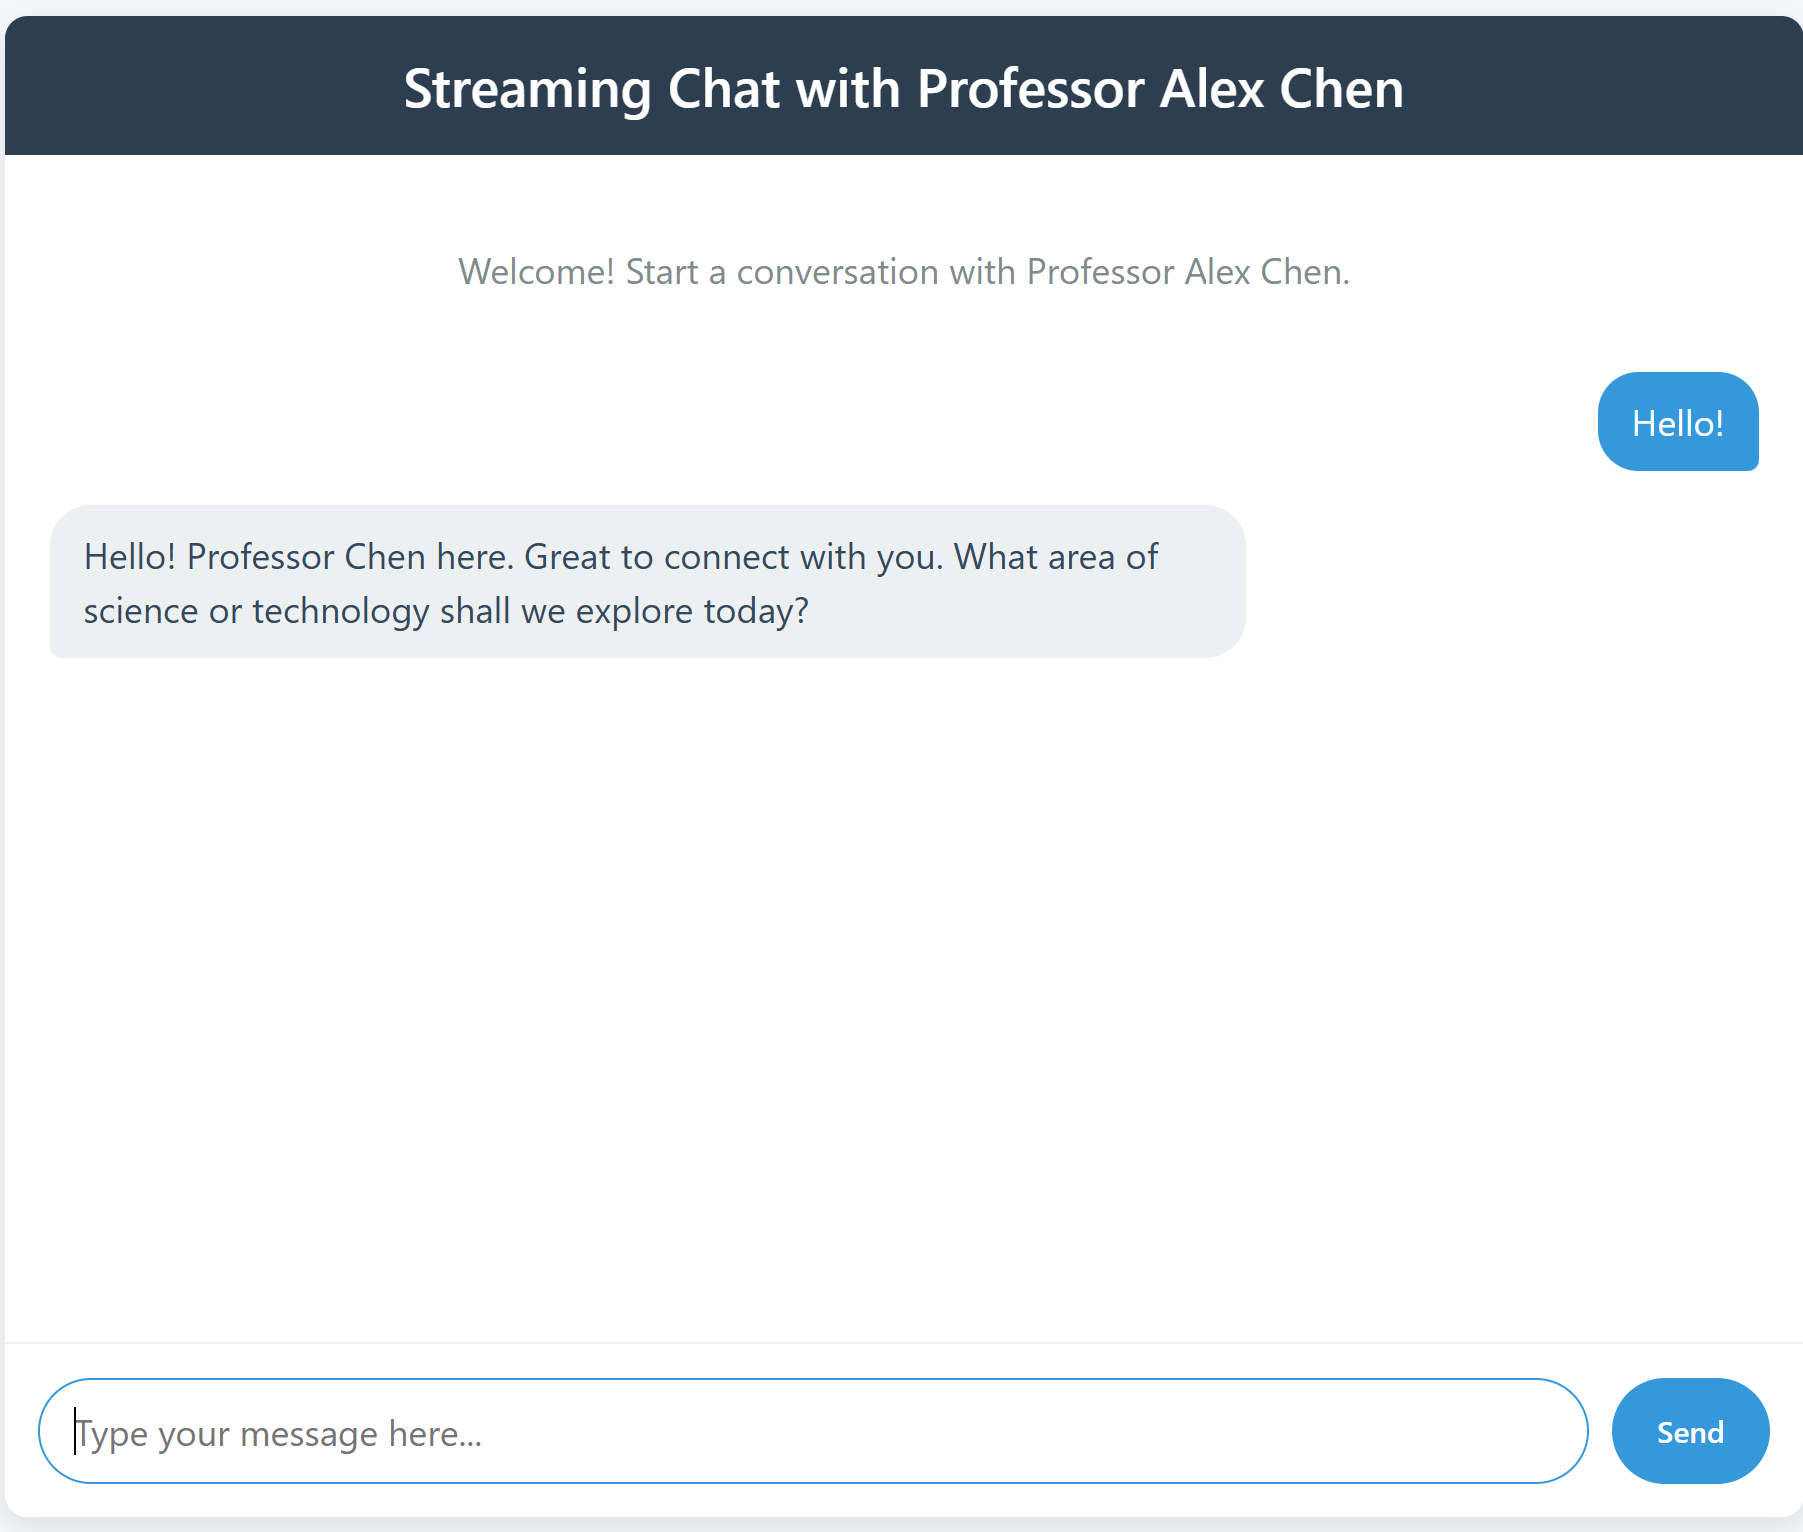 Streaming Chat with Professor Alex Chen
Welcome! Start a conversation with Professor Alex Chen.
Hello!
Hello! Professor Chen here. Great to connect with you. What area of
science or technology shall we explore today?
Type your message here...
Send